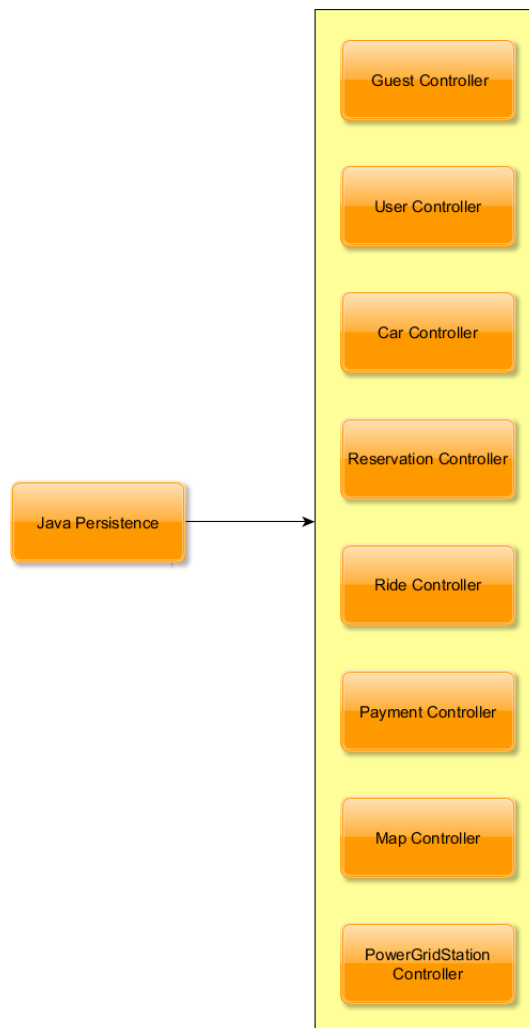 Guest Controller
User Controller
Car Controller
Reservation Controller
Java Persistence
Ride Controller
Payment Controller
Map Controller
PowerGridStation
Controller